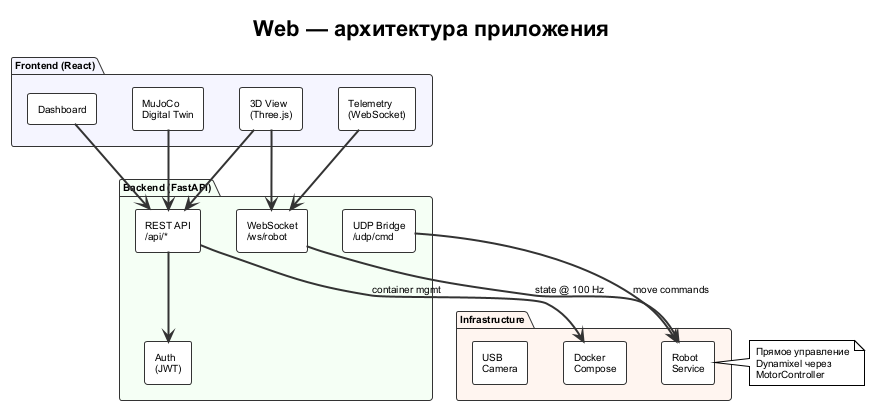 Web — архитектура приложения
Frontend (React)
Dashboard
MuJoCo
Digital Twin
3D View
(Three.js)
Telemetry
(WebSocket)
Backend (FastAPI)
REST API
/api/*
WebSocket
/ws/robot
UDP Bridge
/udp/cmd
container mgmt
state @ 100 Hz
move commands
Auth
(JWT)
Infrastructure
USB
Camera
Docker
Compose
Robot
Service
Прямое управление
Dynamixel через
MotorController